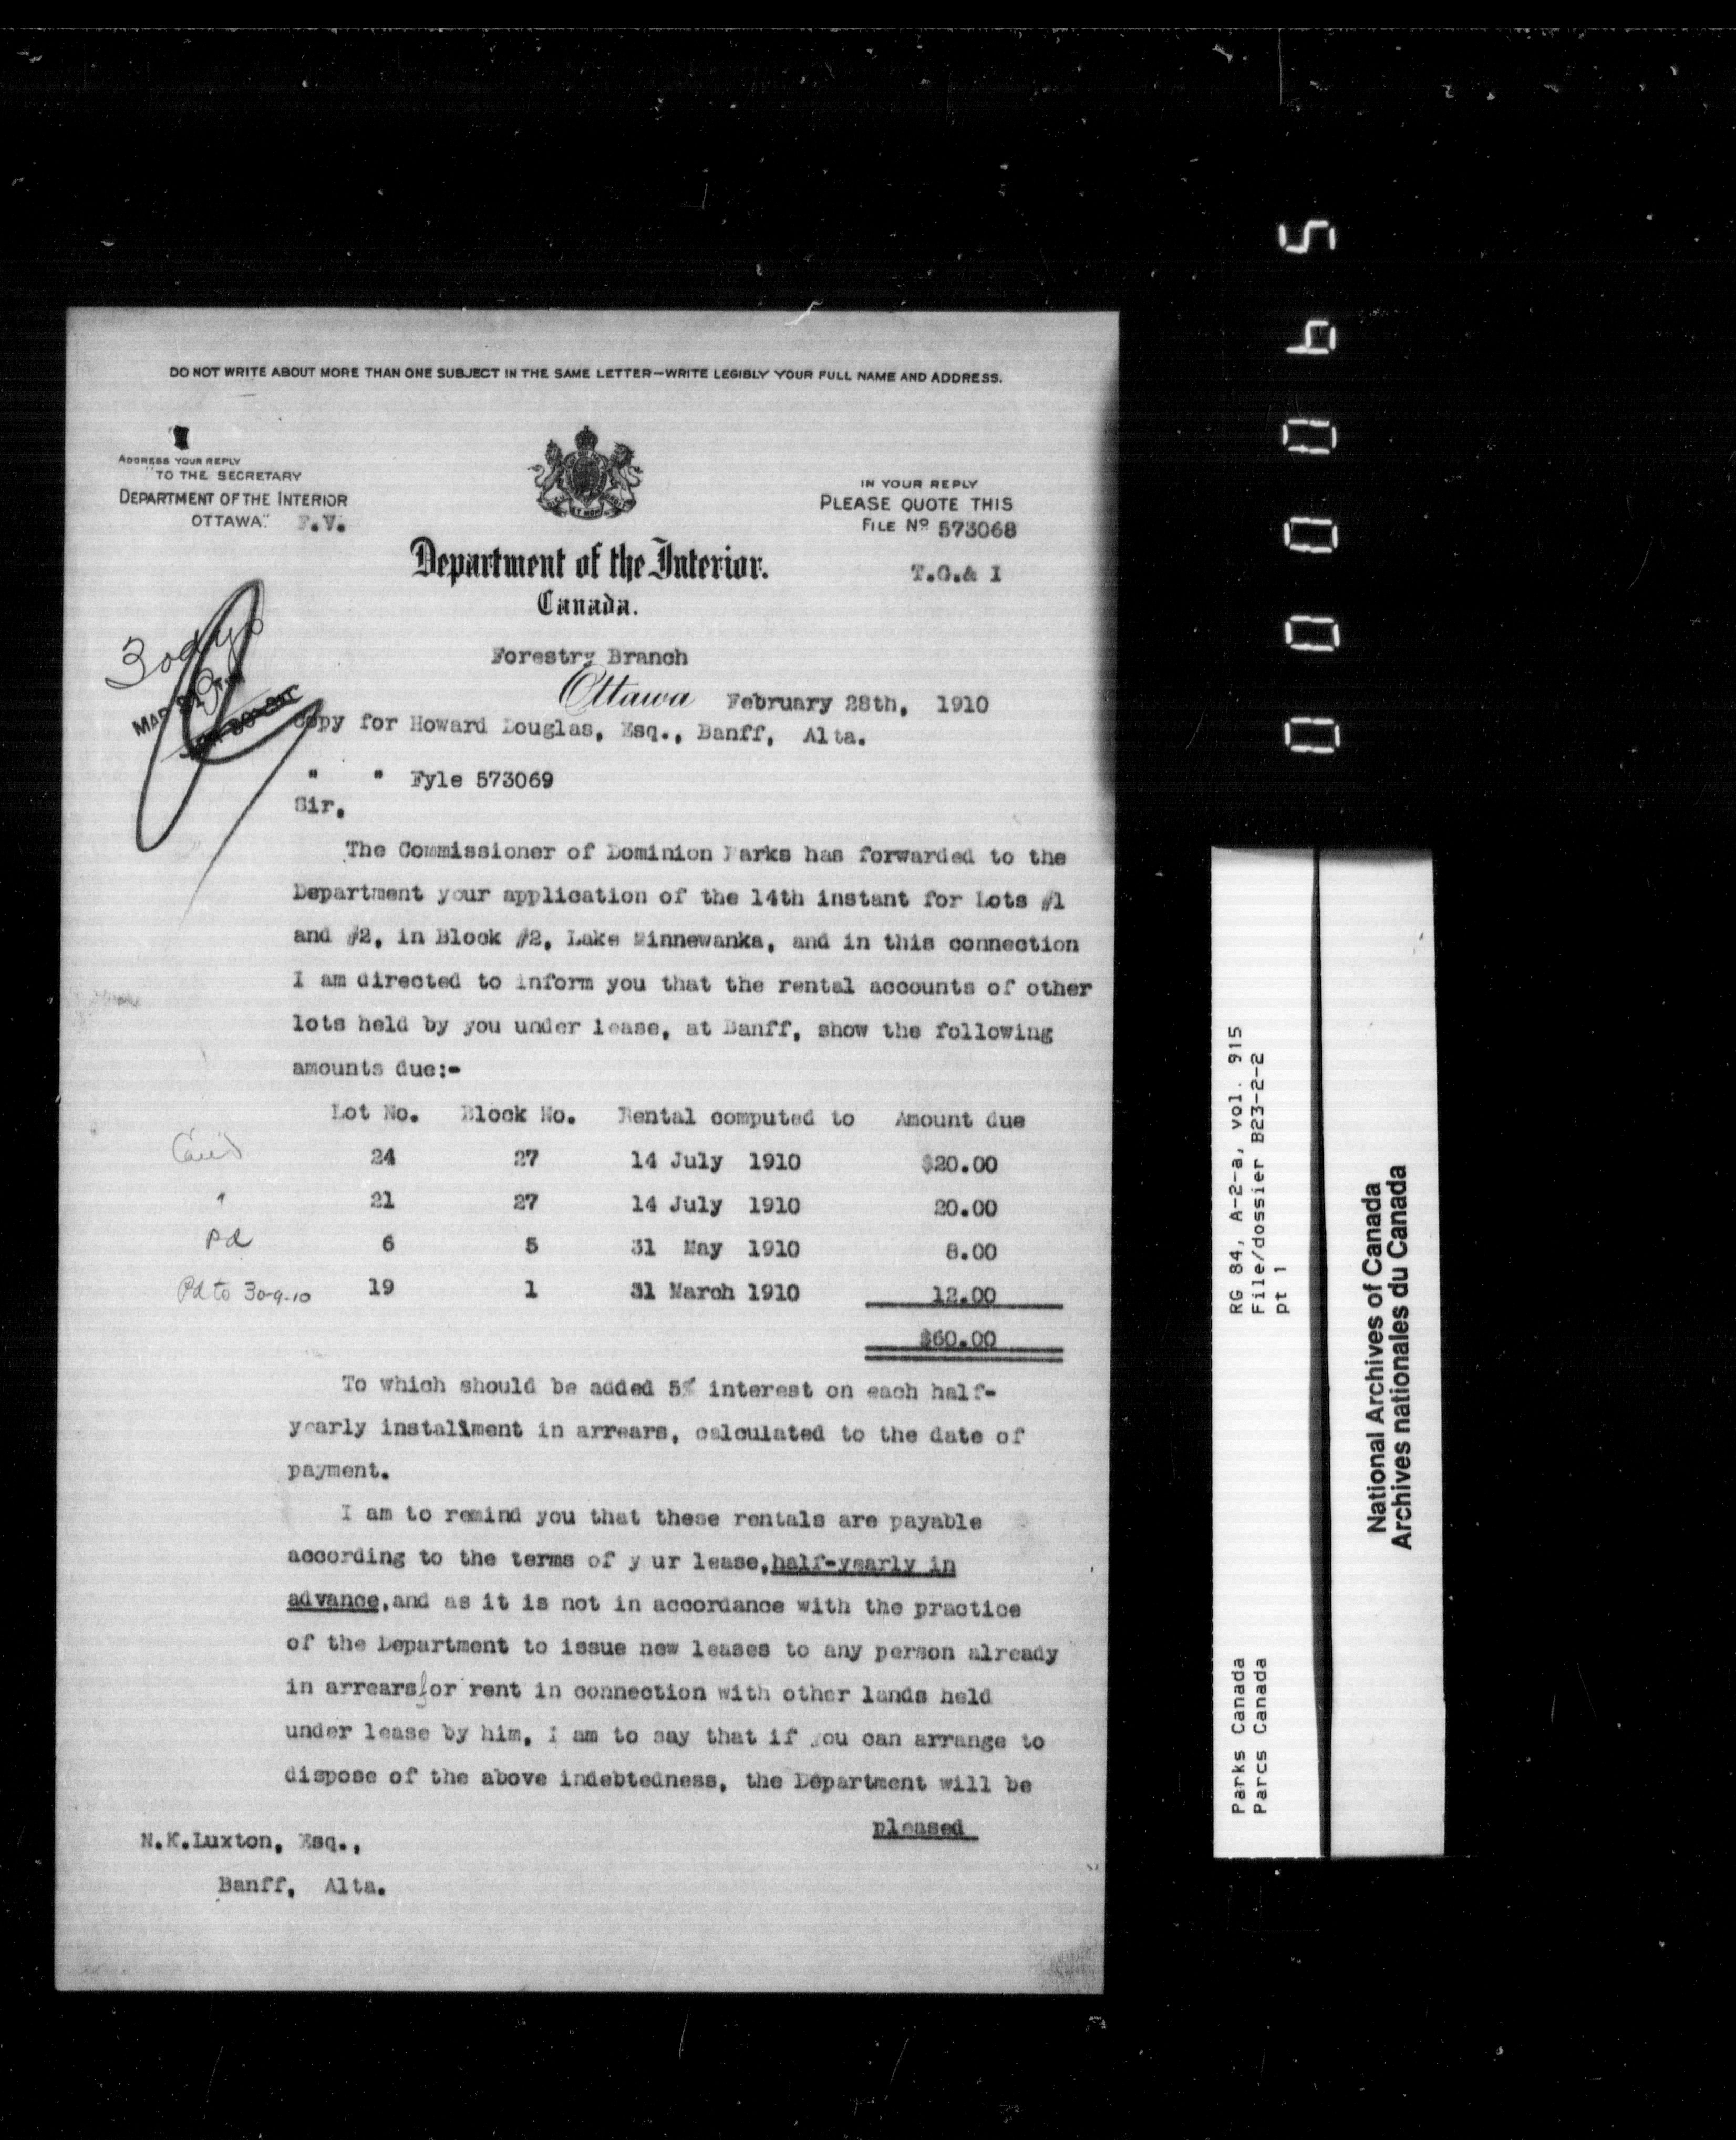 DO NOT WRITE ABOUT MORE THAN ONE SUBJECT IN THE SAME LETTER—WRITE LEGIBLY YOUR FULL NAME AND ADDRESS.
ADDRESS YOUR REPLY
"TO THE SECRETARY
DEPARTMENT OF THE INTERIOR
OTTAWA." F.V.
IN YOUR REPLY
PLEASE QUOTE THIS
FILE No 573068
T.G.& I
Department of the Interior.
Canada.
Forestry Branch
Ottawa February 28th, 1910
30 dys
Copy for Howard Douglas, Esq., Banff, Alta.
" " Fyle 573069
Sir,
The Commissioner of Dominion Parks has forwarded to the
Department your application of the 14th instant for Lots #1
and #2, in Block #2, Lake Minnewanka, and in this connection
I am directed to inform you that the rental accounts of other
lots held by you under lease, at Banff, show the following
amounts due:-
Lot No. Block No. Rental computed to Amount due
24 27 14 July 1910 $20.00
" 21 27 14 July 1910 20.00
Pd 6 5 31 May 1910 8.00
Pd to 30-9-10 19 1 31 March 1910 12.00
$60.00
To which should be added 5% interest on each half-
yearly installment in arrears, calculated to the date of
payment.
I am to remind you that these rentals are payable
according to the terms of y ur lease,half-yearly in
advance,and as it is not in accordance with the practice
of the Department to issue new leases to any person already
in arrears for rent in connection with other lands held
under lease by him, I am to say that if you can arrange to
dispose of the above indebtedness, the Department will be
pleased
N.K.Luxton, Esq.,
Banff, Alta.
000065
RG 84, A-2-a, vol. 915
File/dossier B23-2-2
pt 1
Parks Canada
Parcs Canada
National Archives of Canada
Archives nationales du Canada